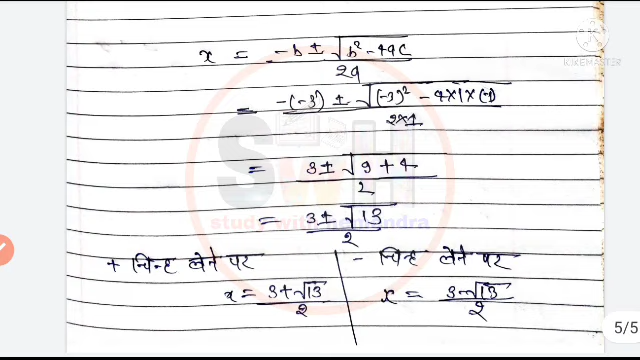 x = -b ± √b² - 4ac / 2a
KINEMASTER
= -(-3) ± √(-3)² - 4×1×(-1) / 2×1
= 3 ± √9 + 4 / 2
= 3 ± √13 / 2
+ चिन्ह लेने पर
x = 3+√13 / 2
- चिन्ह लेने पर
x = 3-√13 / 2
5/5